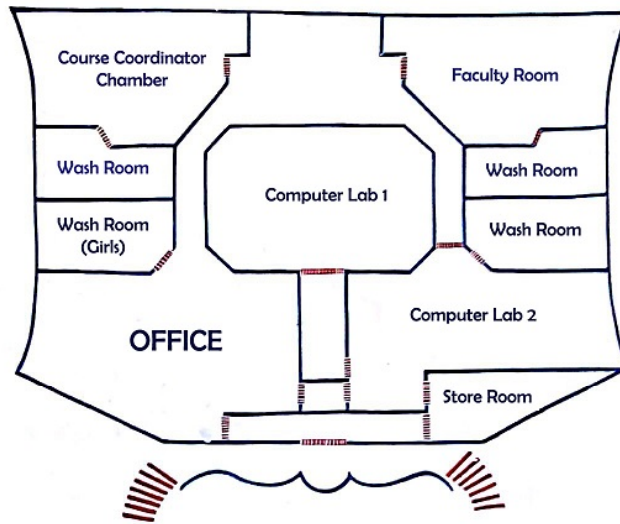 Course Coordinator
Chamber
Faculty Room
Wash Room
Wash Room
Computer Lab 1
Wash Room
(Girls)
Wash Room
Computer Lab 2
OFFICE
Store Room